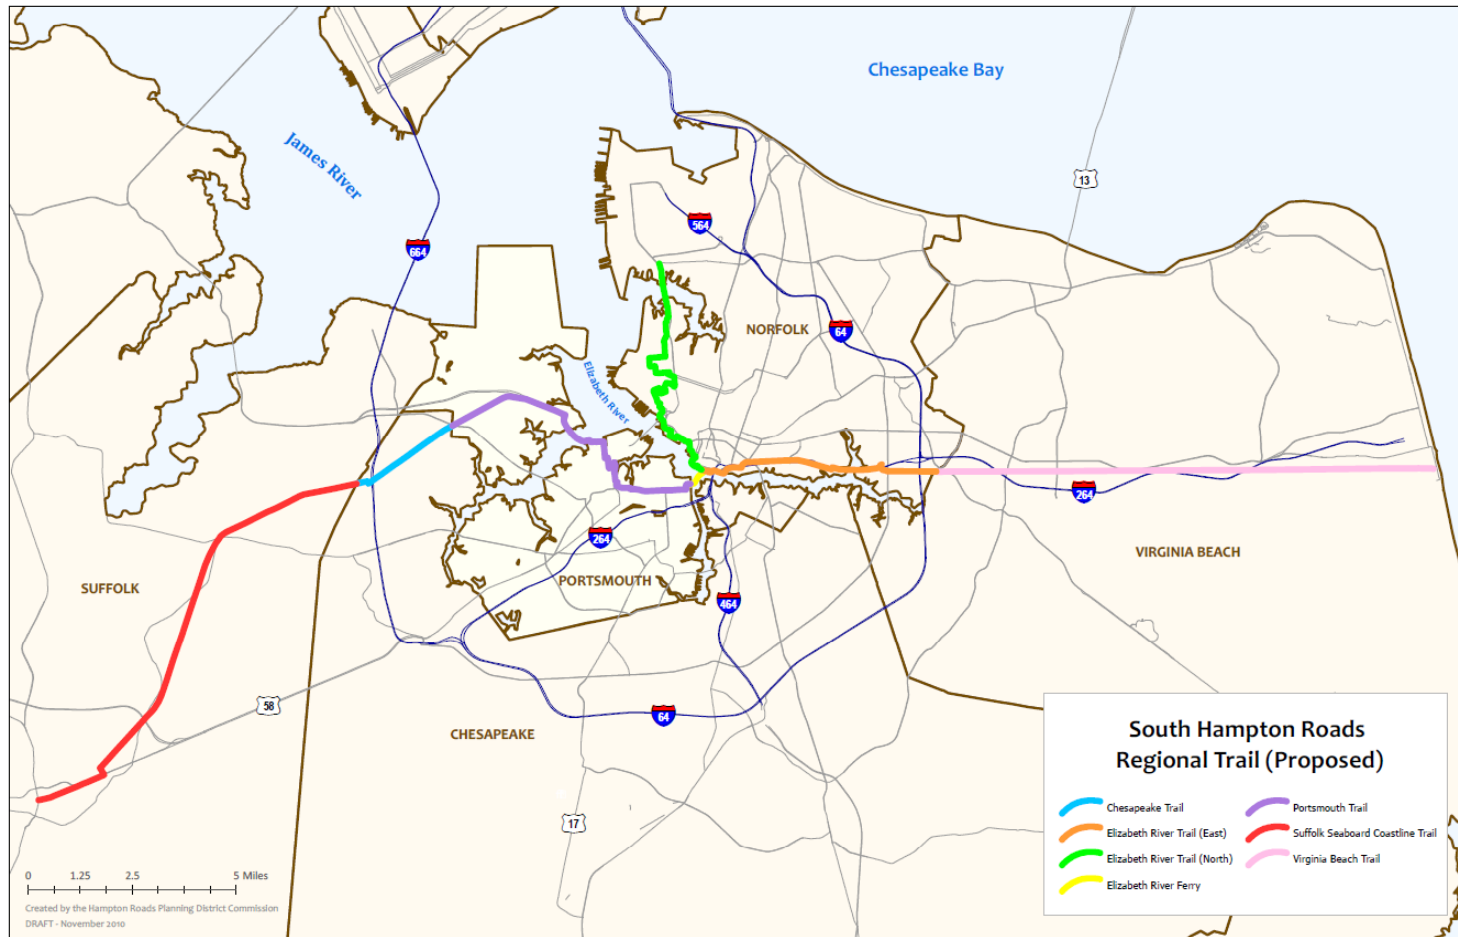 Chesapeake Bay
James River
13
564
664
NORFOLK
64
Elizabeth River
264
264
VIRGINIA BEACH
SUFFOLK
PORTSMOUTH
464
58
64
CHESAPEAKE
17
South Hampton Roads
Regional Trail (Proposed)
Chesapeake Trail
Portsmouth Trail
Elizabeth River Trail (East)
Suffolk Seaboard Coastline Trail
Elizabeth River Trail (North)
Virginia Beach Trail
Elizabeth River Ferry
0 1.25 2.5 5 Miles
Created by the Hampton Roads Planning District Commission
DRAFT - November 2010